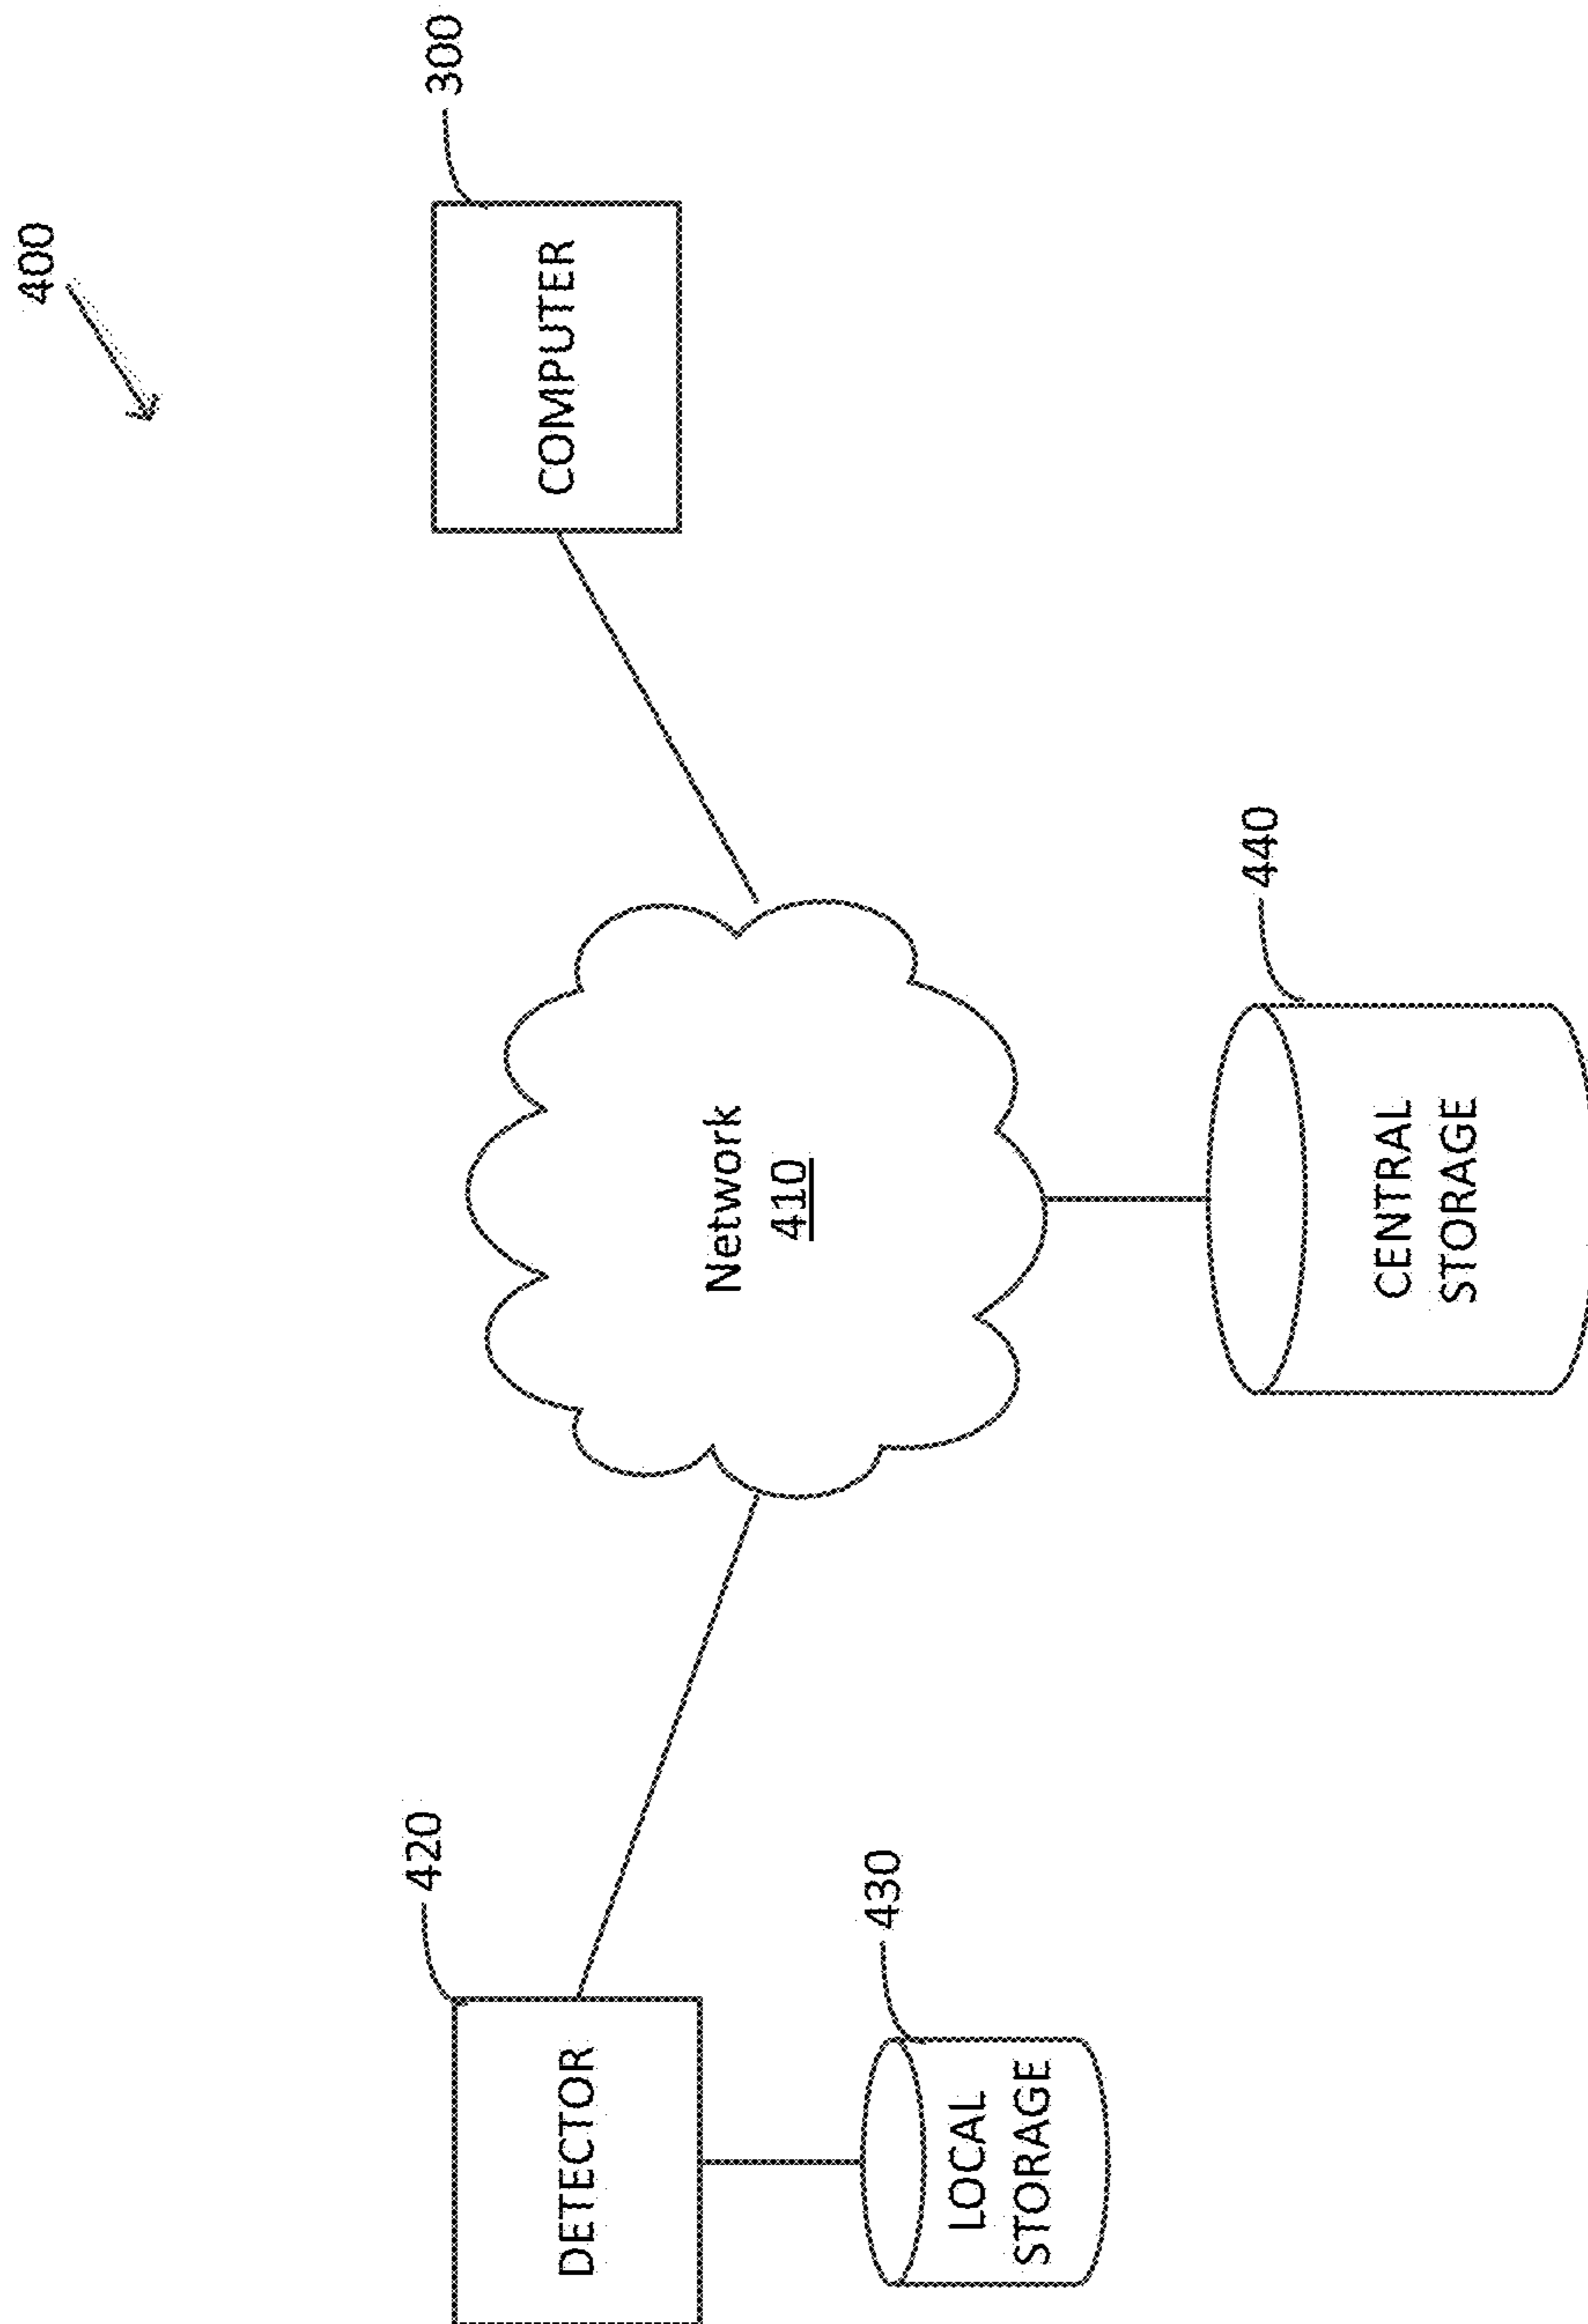 400
COMPUTER
300
Network
410
DETECTOR
420
LOCAL
STORAGE
430
CENTRAL
STORAGE
440